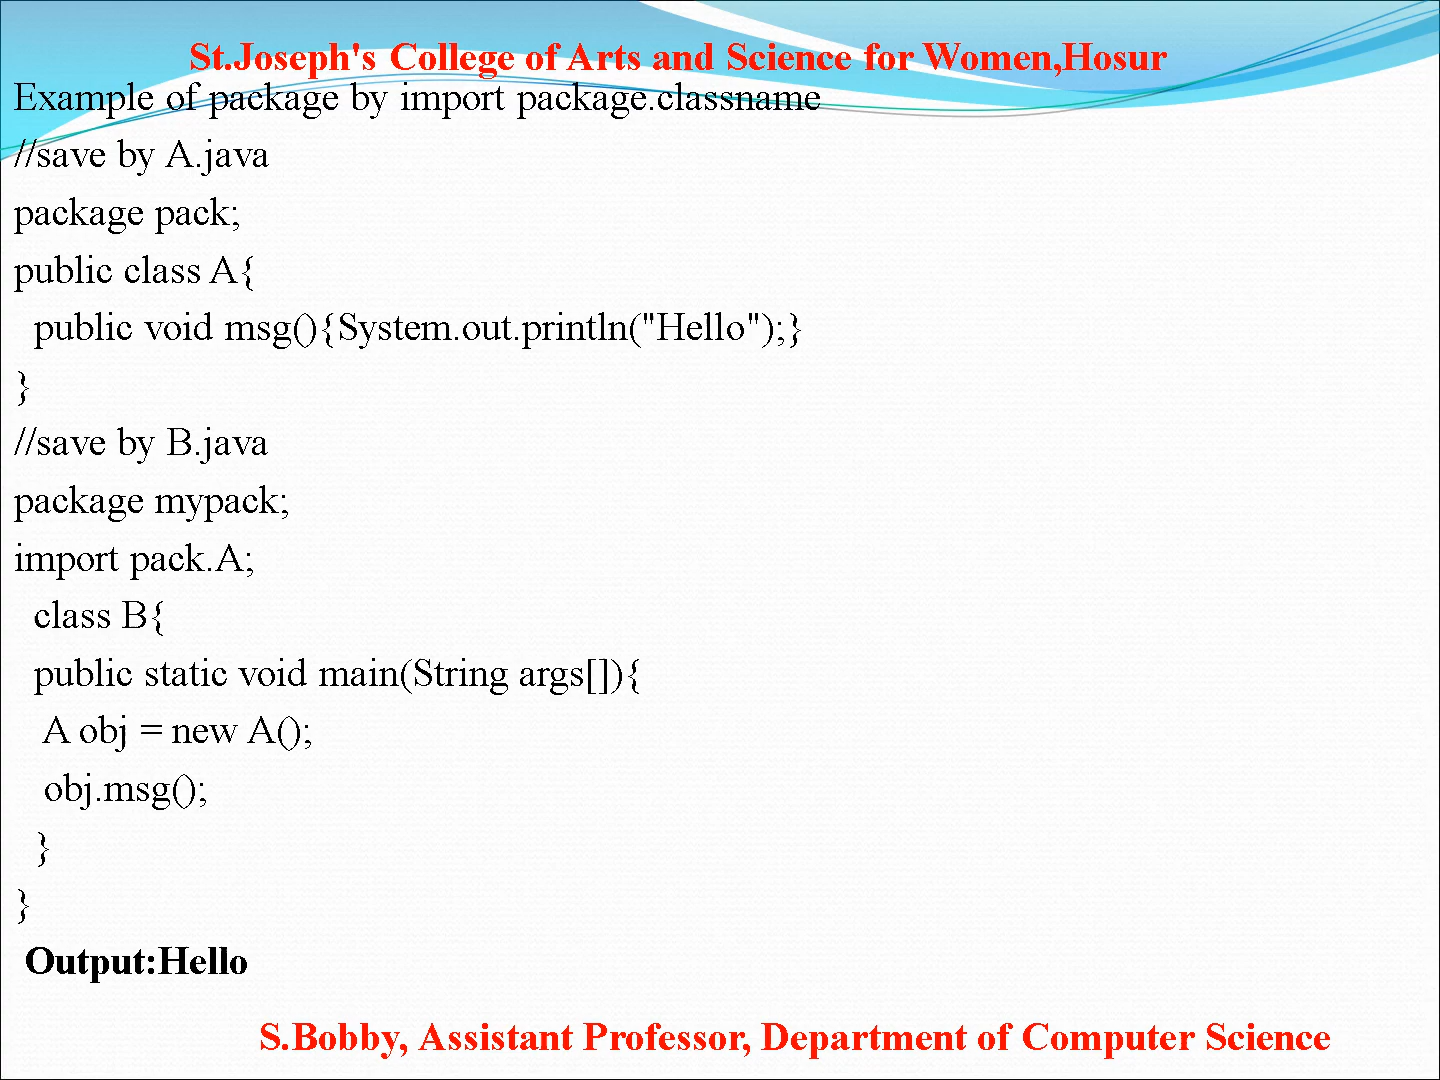 St.Joseph's College of Arts and Science for Women,Hosur
Example of package by import package.classname
//save by A.java
package pack;
public class A{
  public void msg(){System.out.println("Hello");}
}
//save by B.java
package mypack;
import pack.A;
  class B{
  public static void main(String args[]){
   A obj = new A();
   obj.msg();
  }
}
 Output:Hello
S.Bobby, Assistant Professor, Department of Computer Science